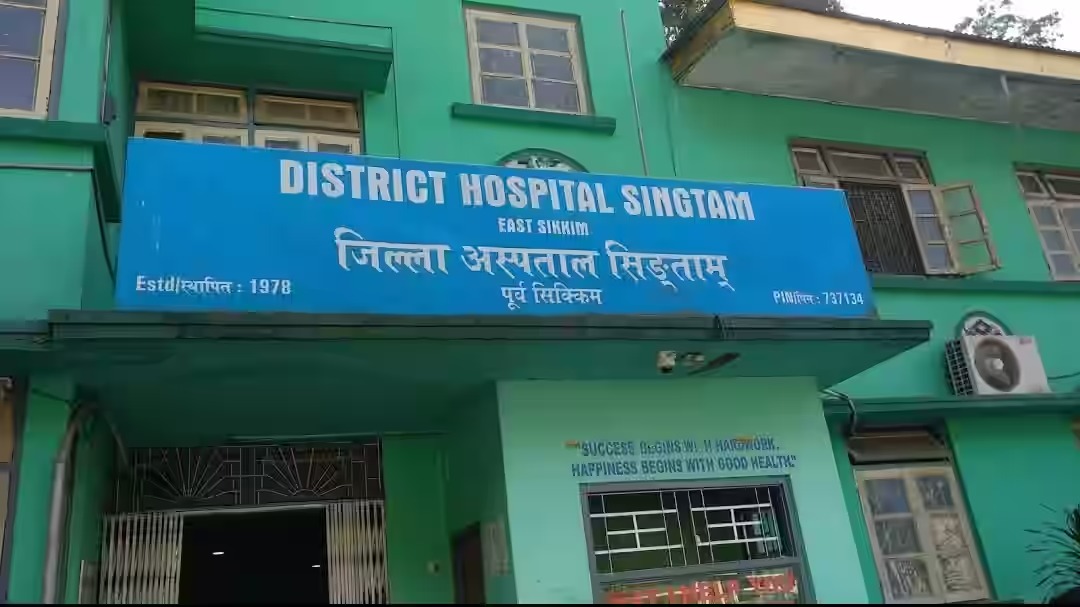 DISTRICT HOSPITAL SINGTAM
EAST SIKKIM
जिल्ला अस्पताल सिङ्ताम्
पूर्व सिक्किम
Estd/स्थापित : 1978
PIN/पिन : 737134
"SUCCESS BEGINS WITH HARDWORK,
HAPPINESS BEGINS WITH GOOD HEALTH."